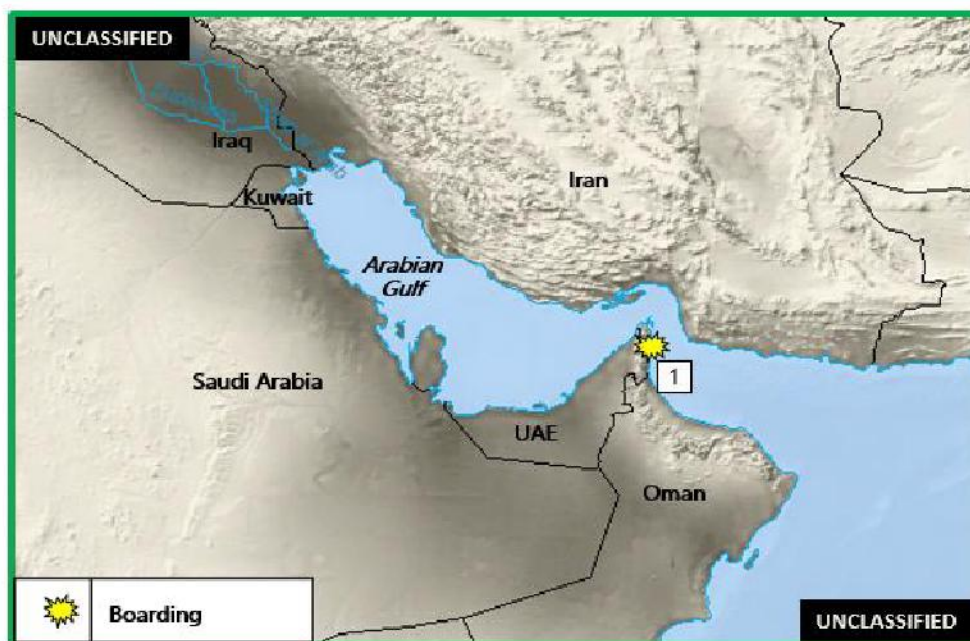 UNCLASSIFIED
Iraq
Kuwait
Iran
Arabian
Gulf
Saudi Arabia
1
UAE
Oman
Boarding
UNCLASSIFIED